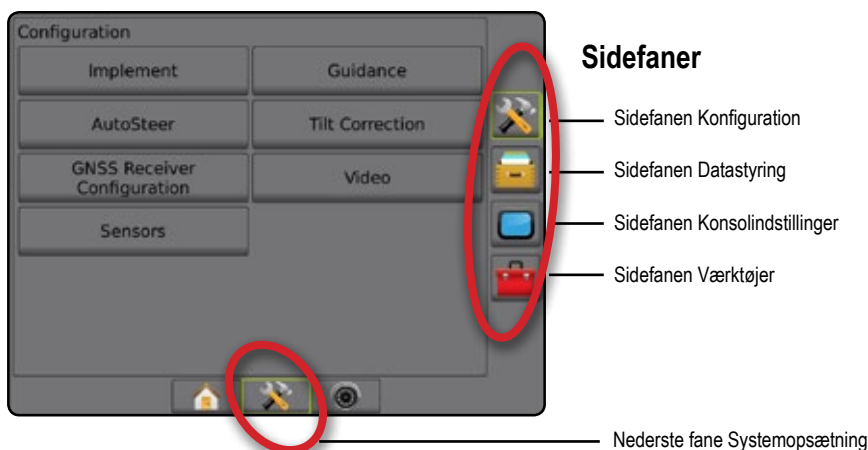 Configuration
Implement
Guidance
AutoSteer
Tilt Correction
GNSS Receiver
Configuration
Video
Sensors
Sidefaner
Sidefanen Konfiguration
Sidefanen Datastyring
Sidefanen Konsolindstillinger
Sidefanen Værktøjer
Nederste fane Systemopsætning